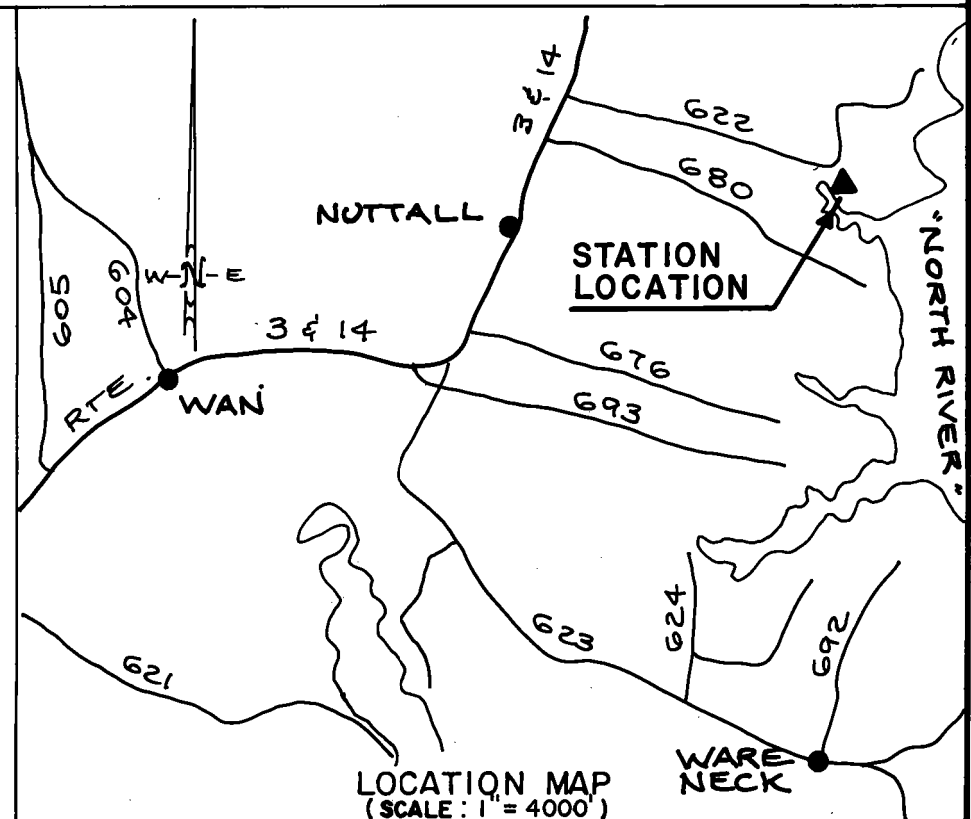 3 & 14
622
680
NUTTALL
STATION
LOCATION
"NORTH RIVER"
605
604
W N E
3 & 14
RTE.
WAN
676
693
624
623
692
621
WARE
NECK
LOCATION MAP
(SCALE: 1" = 4000')